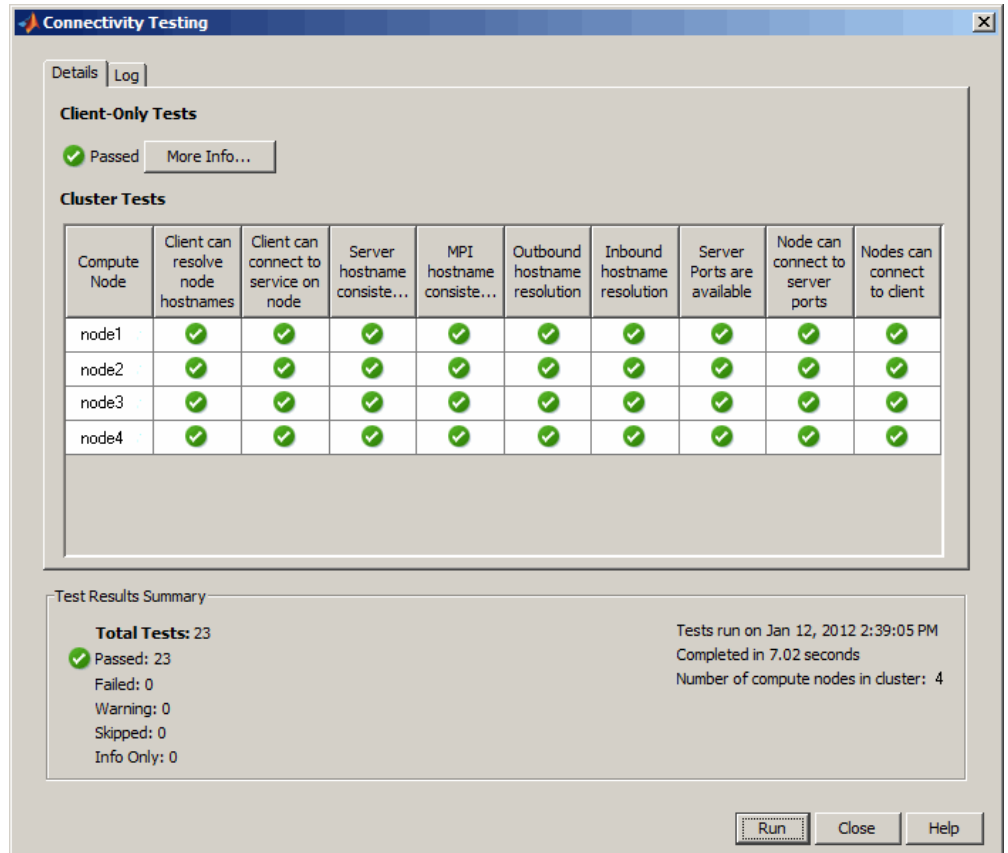 Connectivity Testing
Details
Log
Client-Only Tests
Passed
More Info...
Cluster Tests
Compute
Node
Client can
resolve
node
hostnames
Client can
connect to
service on
node
Server
hostname
consiste...
MPI
hostname
consiste...
Outbound
hostname
resolution
Inbound
hostname
resolution
Server
Ports are
available
Node can
connect to
server
ports
Nodes can
connect
to client
node1
node2
node3
node4
Test Results Summary
Total Tests: 23
Passed: 23
Failed: 0
Warning: 0
Skipped: 0
Info Only: 0
Tests run on Jan 12, 2012 2:39:05 PM
Completed in 7.02 seconds
Number of compute nodes in cluster: 4
Run
Close
Help